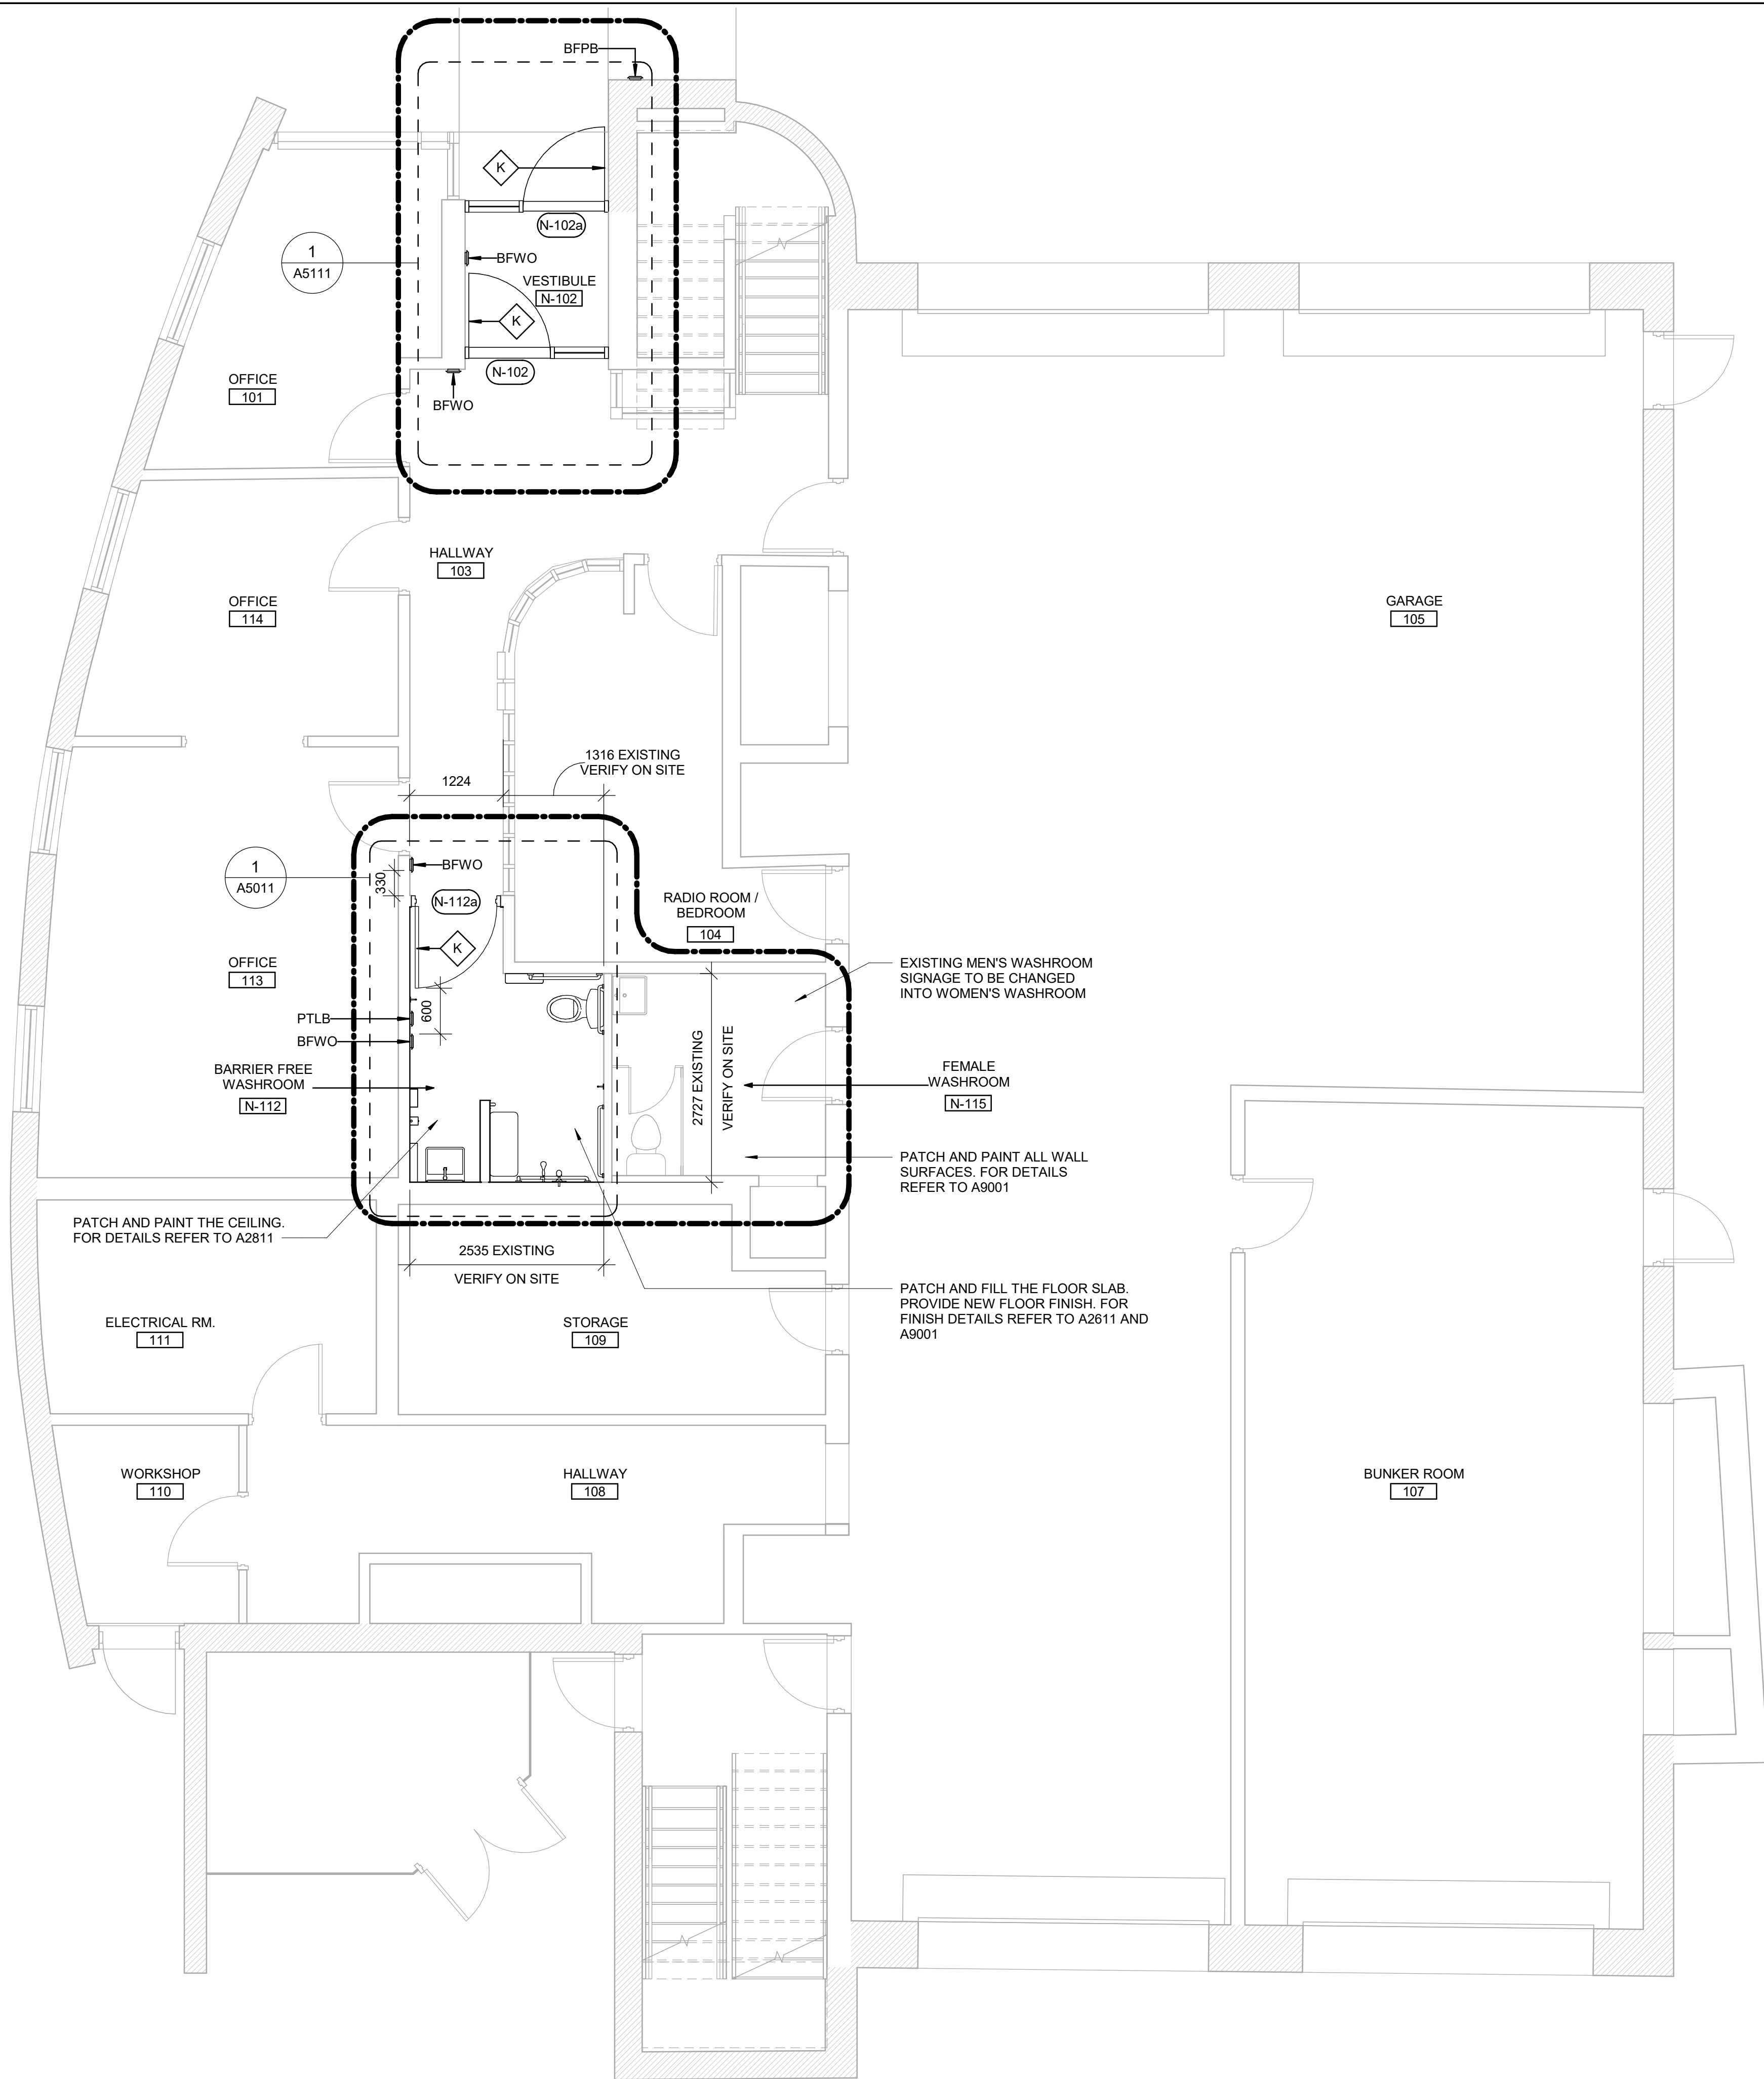 BFPB
K
N-102a
1
A5111
BFWO
VESTIBULE
N-102
K
N-102
BFWO
OFFICE
101
HALLWAY
103
OFFICE
114
GARAGE
105
1316 EXISTING
VERIFY ON SITE
1224
1
A5011
BFWO
330
N-112a
RADIO ROOM /
BEDROOM
104
K
OFFICE
113
EXISTING MEN'S WASHROOM
SIGNAGE TO BE CHANGED
INTO WOMEN'S WASHROOM
600
PTLB
BFWO
2727 EXISTING
VERIFY ON SITE
BARRIER FREE
WASHROOM
N-112
FEMALE
WASHROOM
N-115
PATCH AND PAINT ALL WALL
SURFACES. FOR DETAILS
REFER TO A9001
PATCH AND PAINT THE CEILING.
FOR DETAILS REFER TO A2811
2535 EXISTING
VERIFY ON SITE
PATCH AND FILL THE FLOOR SLAB.
PROVIDE NEW FLOOR FINISH. FOR
FINISH DETAILS REFER TO A2611 AND
A9001
ELECTRICAL RM.
111
STORAGE
109
WORKSHOP
110
HALLWAY
108
BUNKER ROOM
107